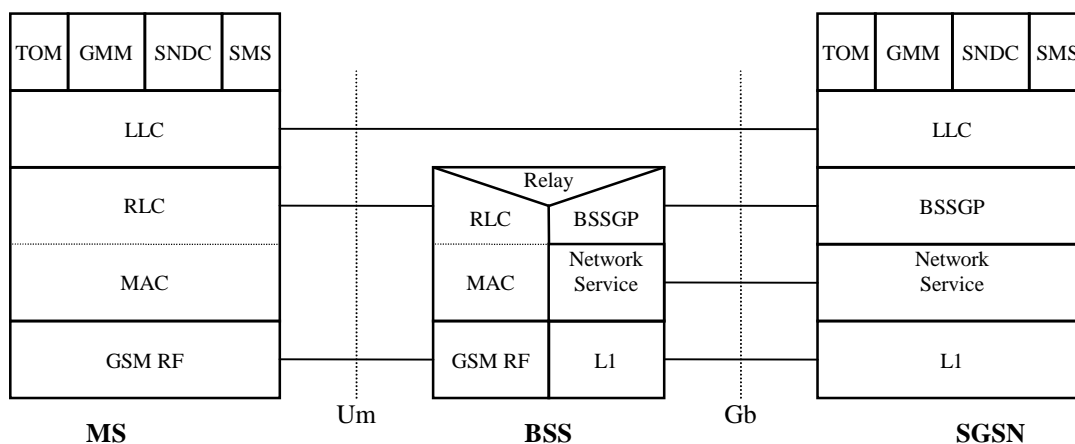 TOM GMM SNDC SMS
TOM GMM SNDC SMS
LLC
LLC
Relay
RLC
RLC
BSSGP
BSSGP
MAC
MAC
Network
Service
Network
Service
GSM RF
GSM RF
L1
L1
Um
Gb
MS
BSS
SGSN